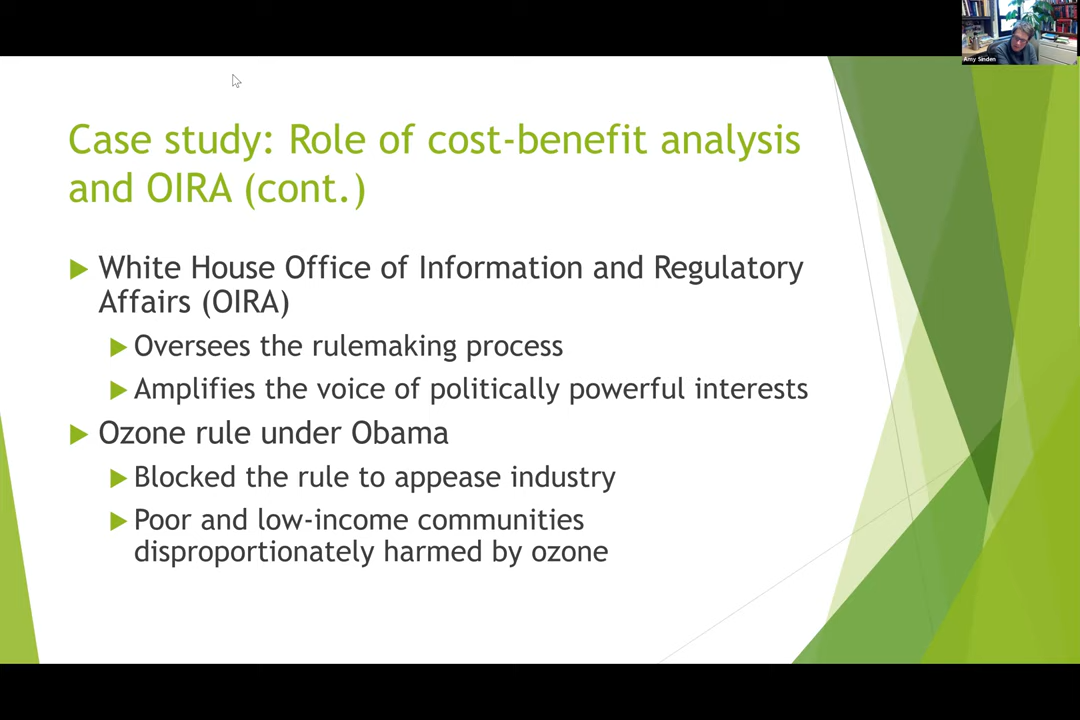 Amy Sinden
Case study: Role of cost-benefit analysis
and OIRA (cont.)
White House Office of Information and Regulatory
Affairs (OIRA)
Oversees the rulemaking process
Amplifies the voice of politically powerful interests
Ozone rule under Obama
Blocked the rule to appease industry
Poor and low-income communities
disproportionately harmed by ozone